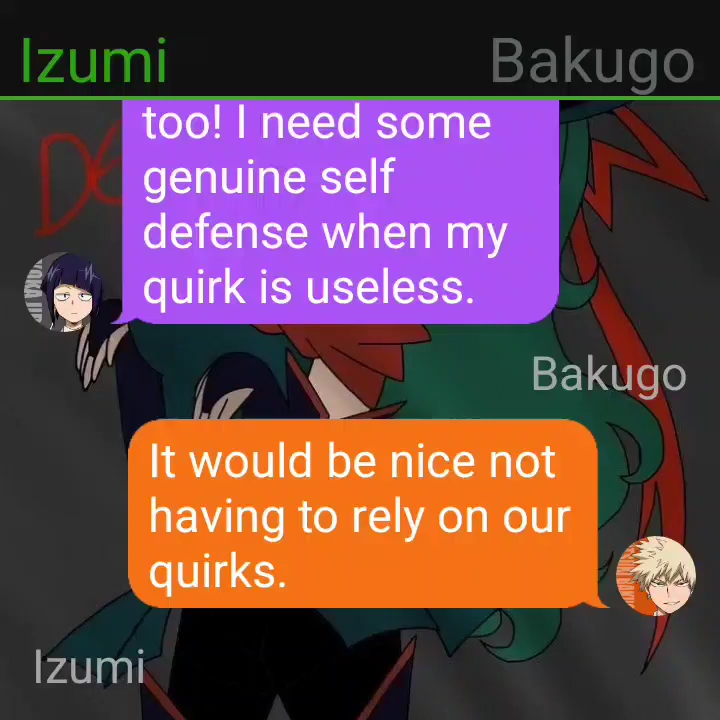 Izumi
Bakugo
too! I need some
genuine self
defense when my
quirk is useless.
Bakugo
It would be nice not
having to rely on our
quirks.
Izumi